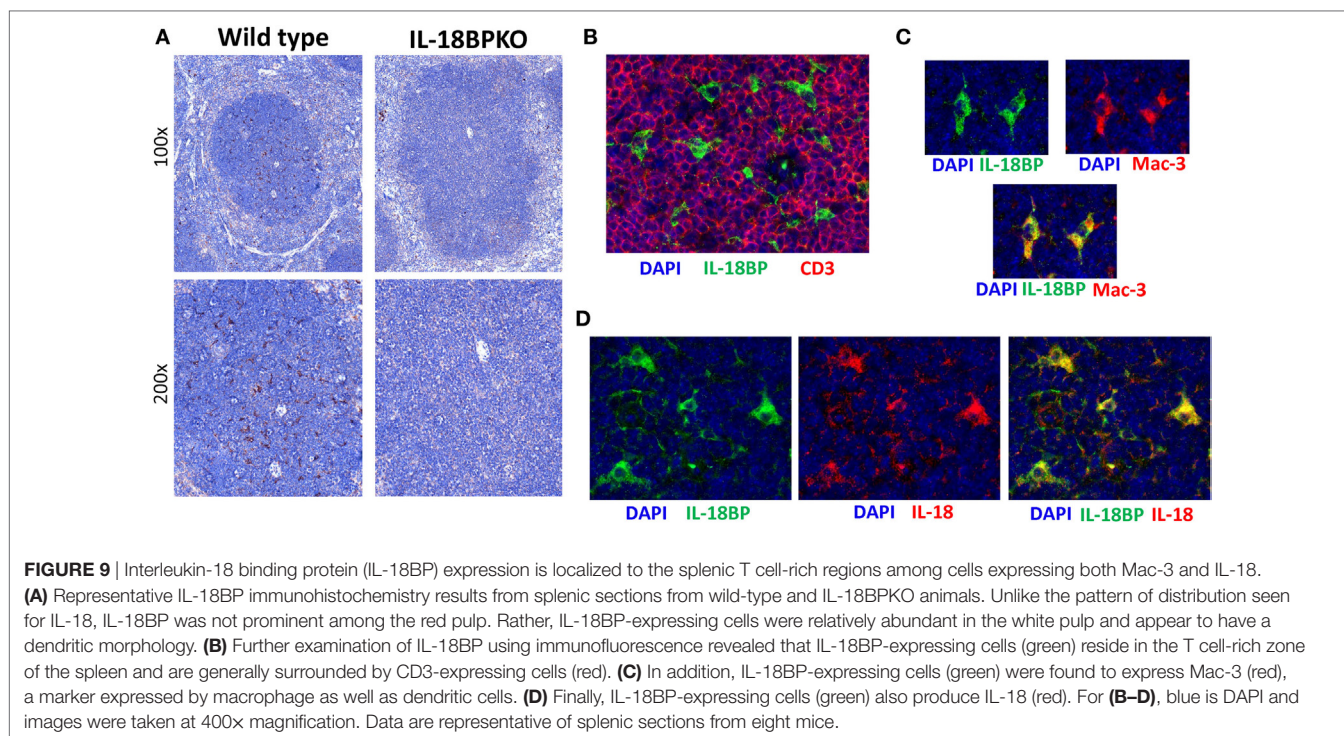 A
Wild type
IL-18BPKO
100x
200x
B
DAPI IL-18BP CD3
C
DAPI IL-18BP
DAPI Mac-3
DAPI IL-18BP Mac-3
D
DAPI IL-18BP
DAPI IL-18
DAPI IL-18BP IL-18
FIGURE 9 | Interleukin-18 binding protein (IL-18BP) expression is localized to the splenic T cell-rich regions among cells expressing both Mac-3 and IL-18.
(A) Representative IL-18BP immunohistochemistry results from splenic sections from wild-type and IL-18BPKO animals. Unlike the pattern of distribution seen
for IL-18, IL-18BP was not prominent among the red pulp. Rather, IL-18BP-expressing cells were relatively abundant in the white pulp and appear to have a
dendritic morphology. (B) Further examination of IL-18BP using immunofluorescence revealed that IL-18BP-expressing cells (green) reside in the T cell-rich zone
of the spleen and are generally surrounded by CD3-expressing cells (red). (C) In addition, IL-18BP-expressing cells (green) were found to express Mac-3 (red),
a marker expressed by macrophage as well as dendritic cells. (D) Finally, IL-18BP-expressing cells (green) also produce IL-18 (red). For (B–D), blue is DAPI and
images were taken at 400× magnification. Data are representative of splenic sections from eight mice.